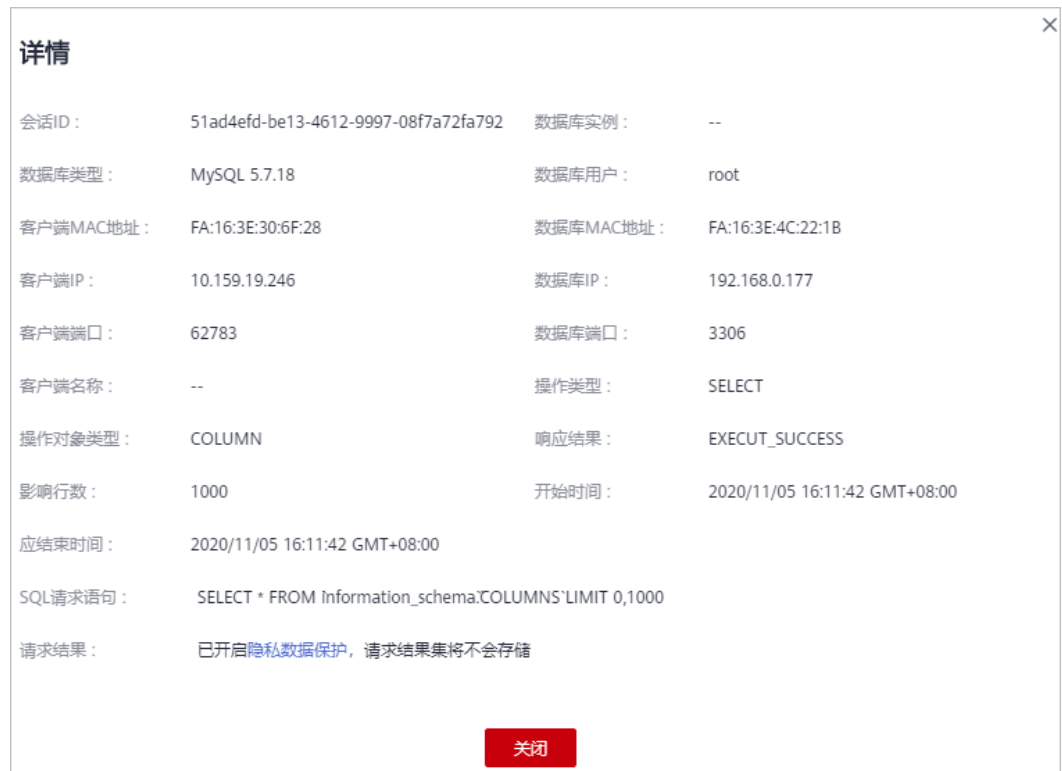 详情
会话ID： 51ad4efd-be13-4612-9997-08f7a72fa792 数据库实例： --
数据库类型： MySQL 5.7.18 数据库用户： root
客户端MAC地址： FA:16:3E:30:6F:28 数据库MAC地址： FA:16:3E:4C:22:1B
客户端IP： 10.159.19.246 数据库IP： 192.168.0.177
客户端端口： 62783 数据库端口： 3306
客户端名称： -- 操作类型： SELECT
操作对象类型： COLUMN 响应结果： EXECUT_SUCCESS
影响行数： 1000 开始时间： 2020/11/05 16:11:42 GMT+08:00
应结束时间： 2020/11/05 16:11:42 GMT+08:00
SQL请求语句： SELECT * FROM `information_schema`.`COLUMNS` LIMIT 0,1000
请求结果： 已开启隐私数据保护，请求结果集将不会存储
关闭